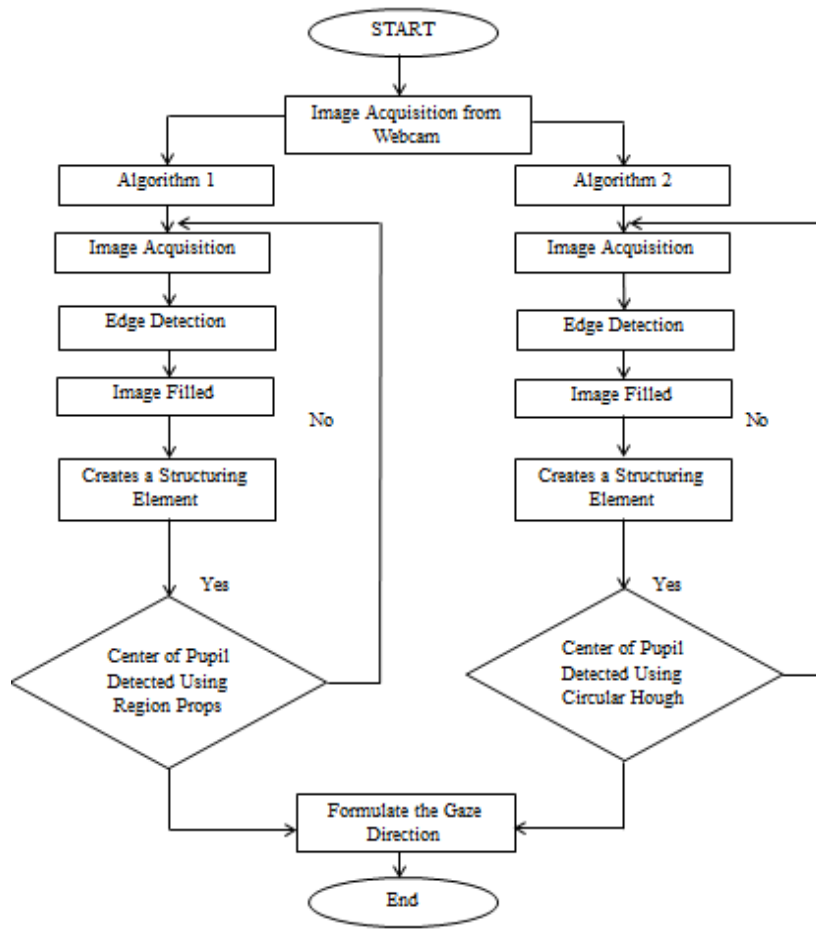 START
Image Acquisition from
Webcam
Algorithm 1
Image Acquisition
Edge Detection
Image Filled
No
Creates a Structuring
Element
Yes
Center of Pupil
Detected Using
Region Props
Algorithm 2
Image Acquisition
Edge Detection
Image Filled
No
Creates a Structuring
Element
Yes
Center of Pupil
Detected Using
Circular Hough
Formulate the Gaze
Direction
End